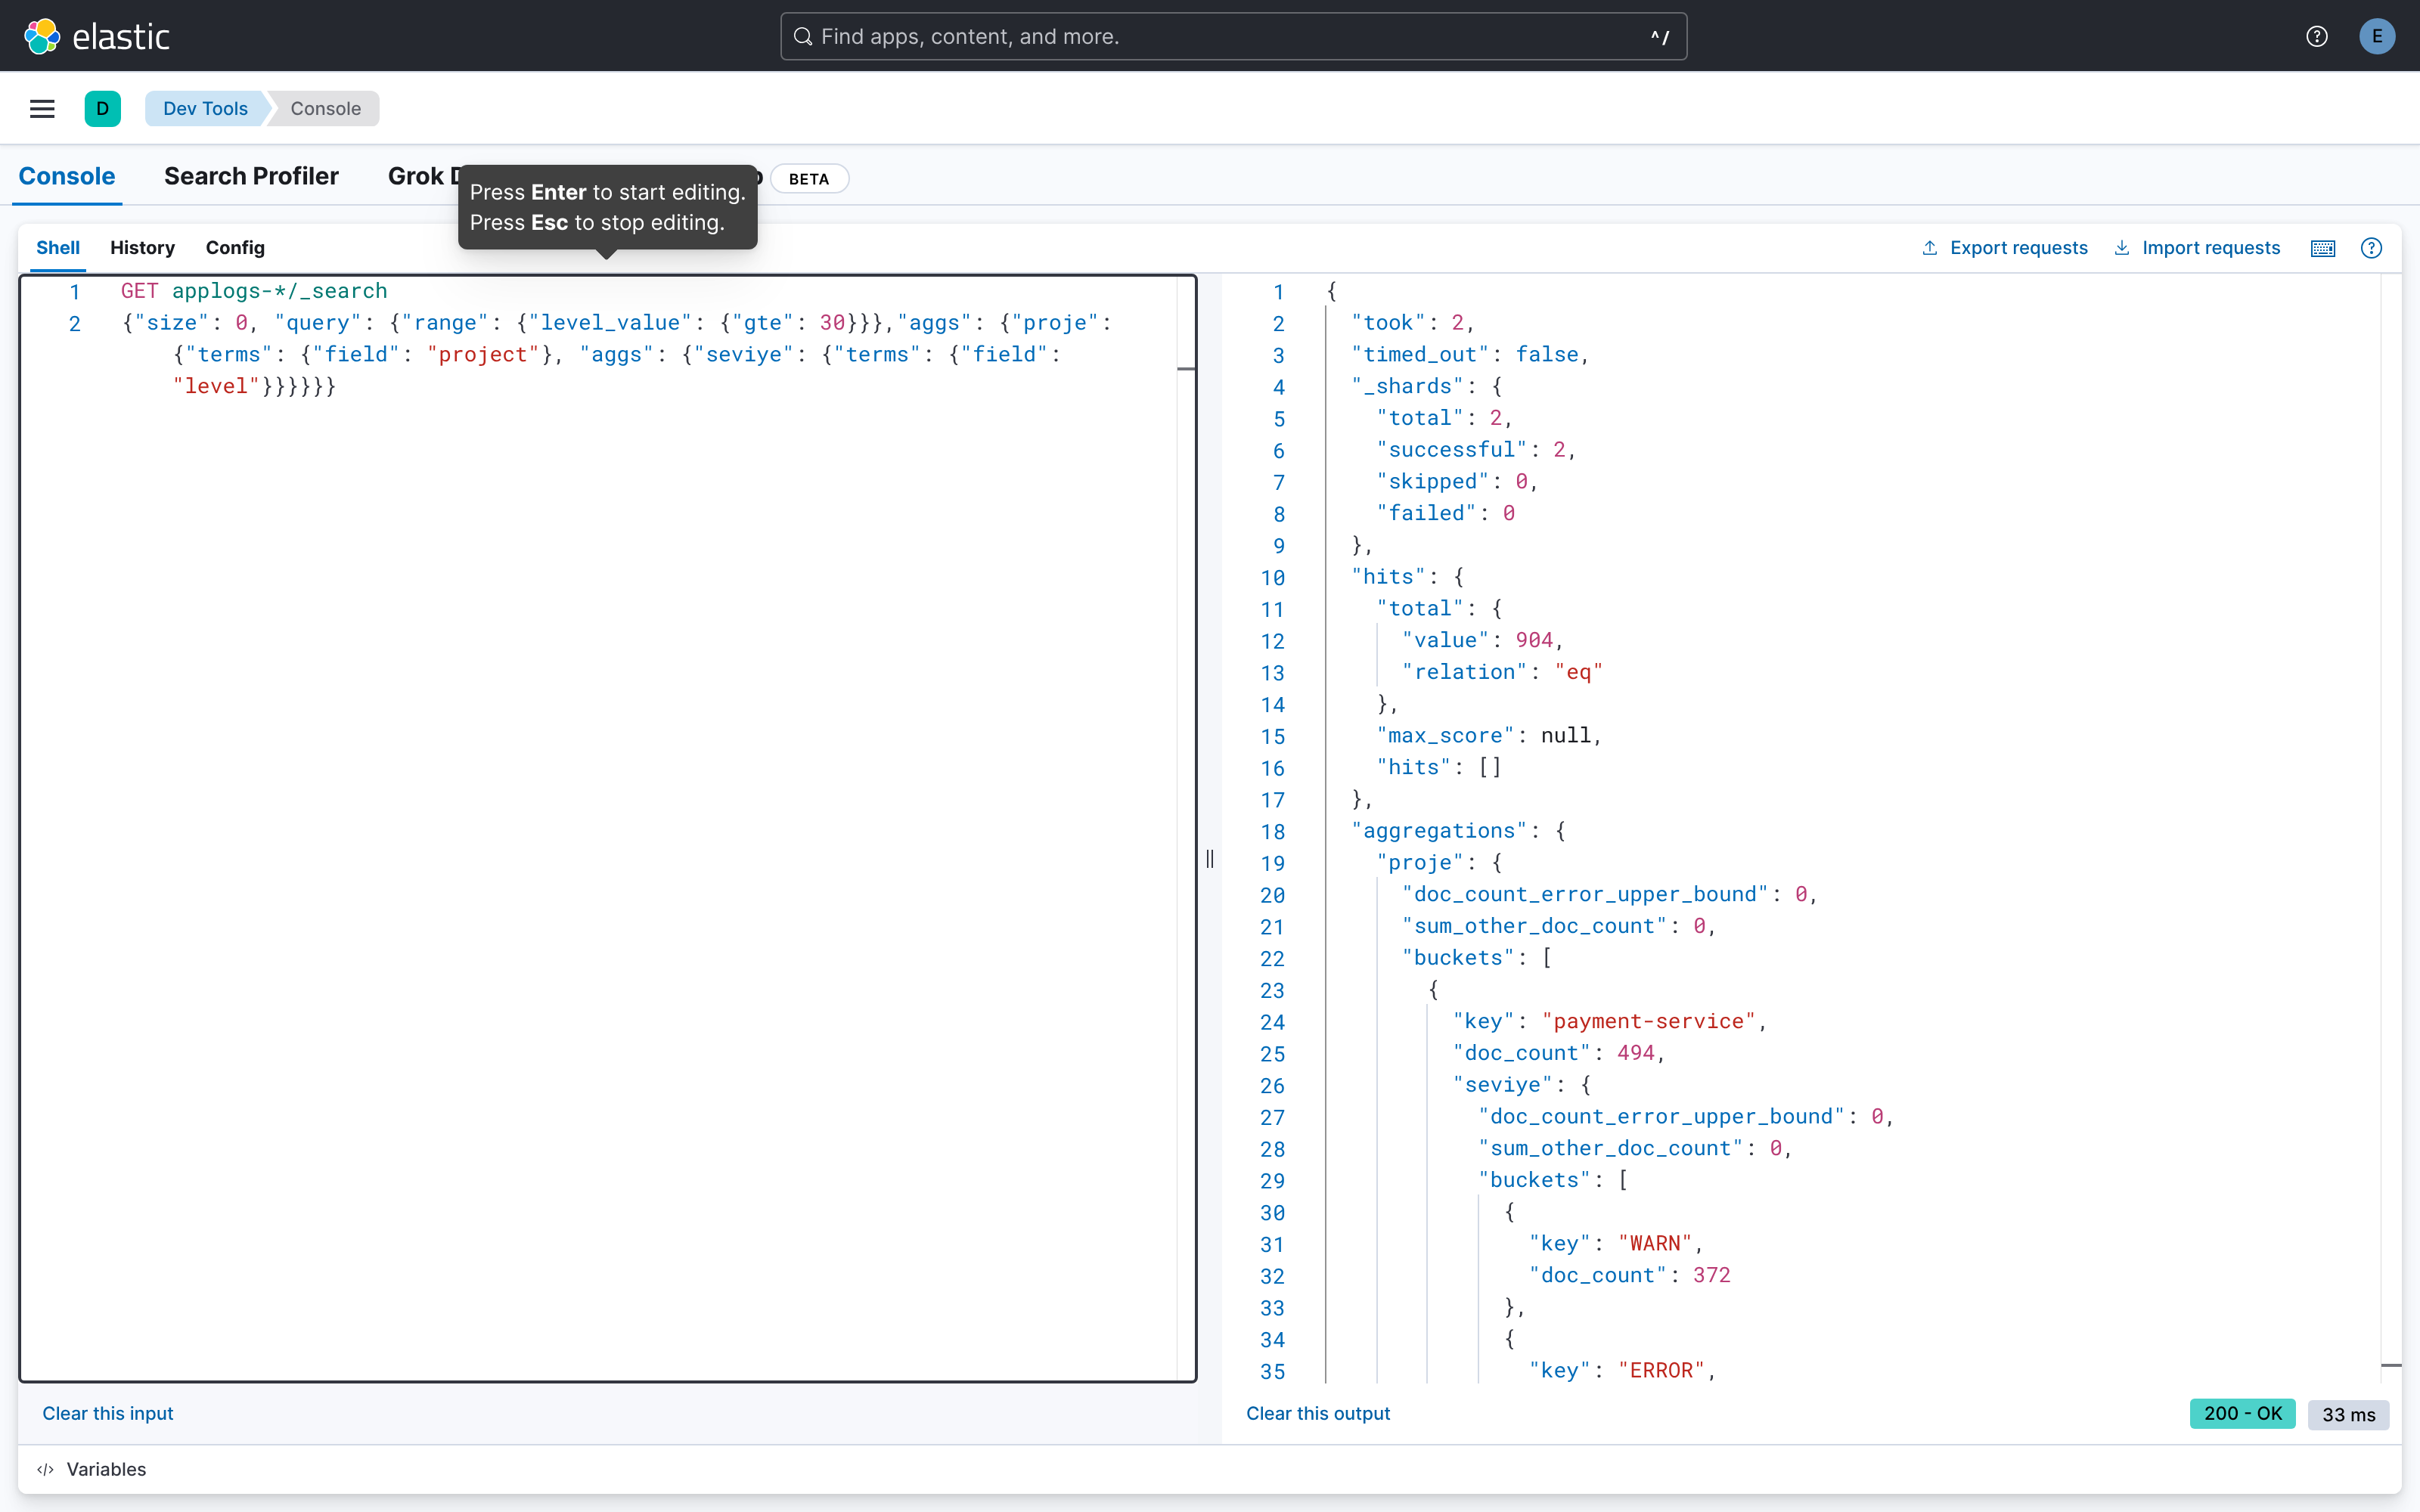 elastic
Find apps, content, and more.
^ /
E
D
Dev Tools
Console
Console
Search Profiler
Grok
BETA
Press Enter to start editing.
Press Esc to stop editing.
Shell
History
Config
Export requests
Import requests
1 GET applogs-*/_search
2 {"size": 0, "query": {"range": {"level_value": {"gte": 30}}},"aggs": {"proje":
{"terms": {"field": "project"}, "aggs": {"seviye": {"terms": {"field":
"level"}}}}}}
1 {
2 "took": 2,
3 "timed_out": false,
4 "_shards": {
5 "total": 2,
6 "successful": 2,
7 "skipped": 0,
8 "failed": 0
9 },
10 "hits": {
11 "total": {
12 "value": 904,
13 "relation": "eq"
14 },
15 "max_score": null,
16 "hits": []
17 },
18 "aggregations": {
19 "proje": {
20 "doc_count_error_upper_bound": 0,
21 "sum_other_doc_count": 0,
22 "buckets": [
23 {
24 "key": "payment-service",
25 "doc_count": 494,
26 "seviye": {
27 "doc_count_error_upper_bound": 0,
28 "sum_other_doc_count": 0,
29 "buckets": [
30 {
31 "key": "WARN",
32 "doc_count": 372
33 },
34 {
35 "key": "ERROR",
Clear this input
Clear this output
200 - OK
33 ms
Variables